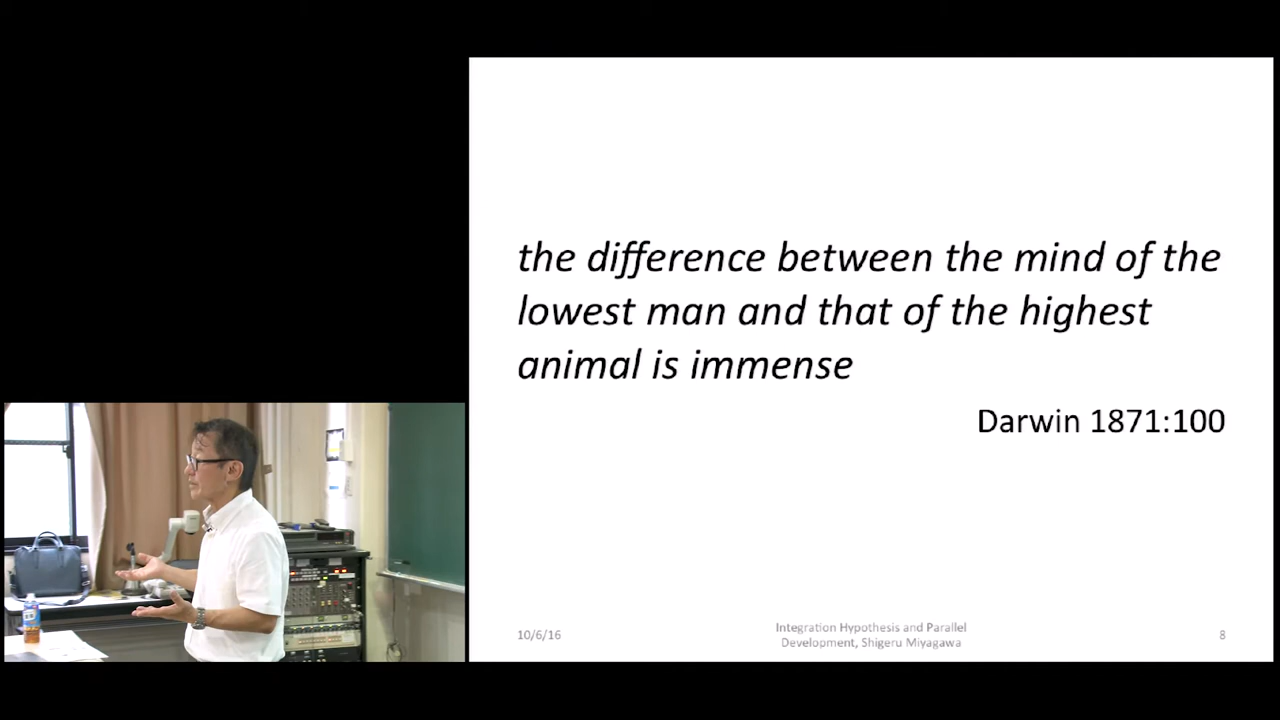 the difference between the mind of the
lowest man and that of the highest
animal is immense
Darwin 1871:100
10/6/16
Integration Hypothesis and Parallel
Development, Shigeru Miyagawa
8